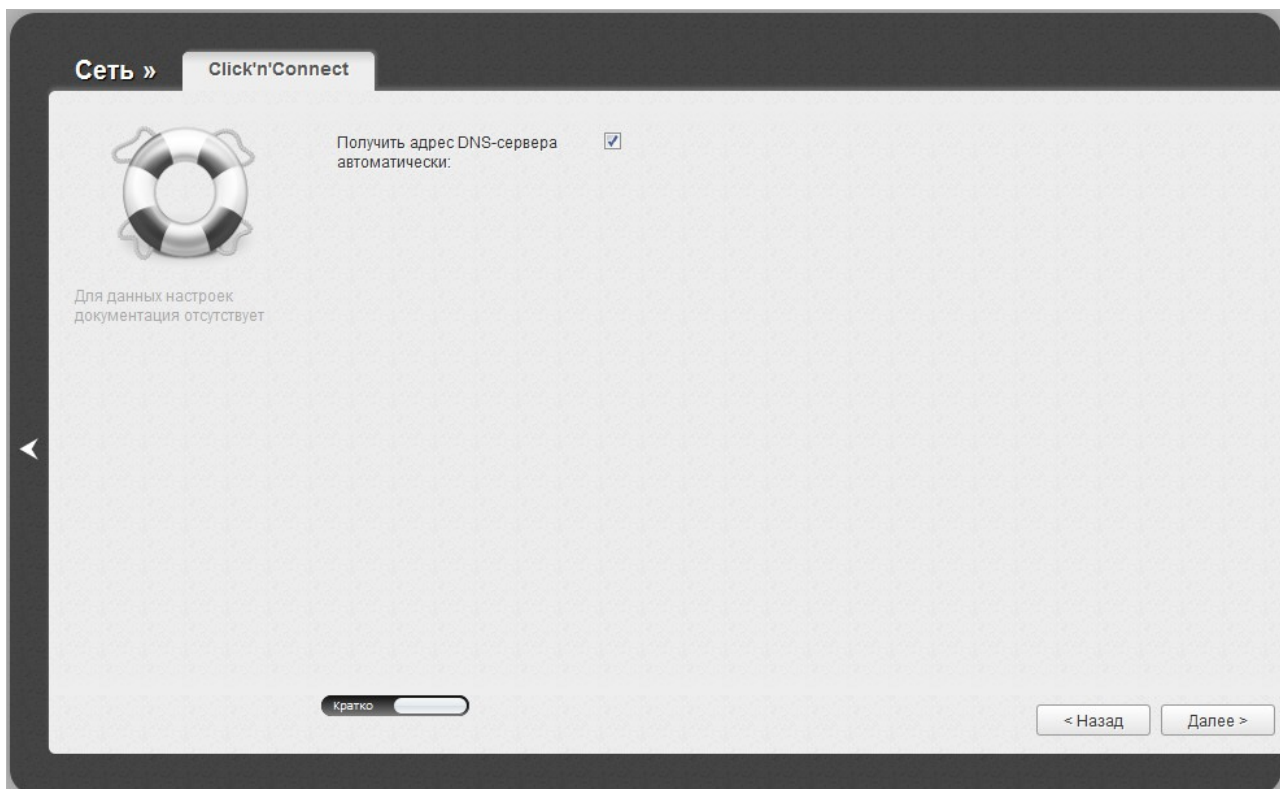 Сеть »
Click'n'Connect
Получить адрес DNS-сервера
автоматически:
Для данных настроек
документация отсутствует
Кратко
< Назад
Далее >